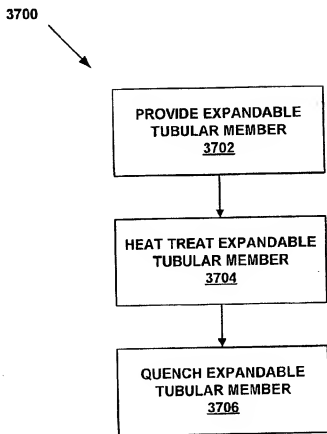 3700
PROVIDE EXPANDABLE
TUBULAR MEMBER
3702
HEAT TREAT EXPANDABLE
TUBULAR MEMBER
3704
QUENCH EXPANDABLE
TUBULAR MEMBER
3706